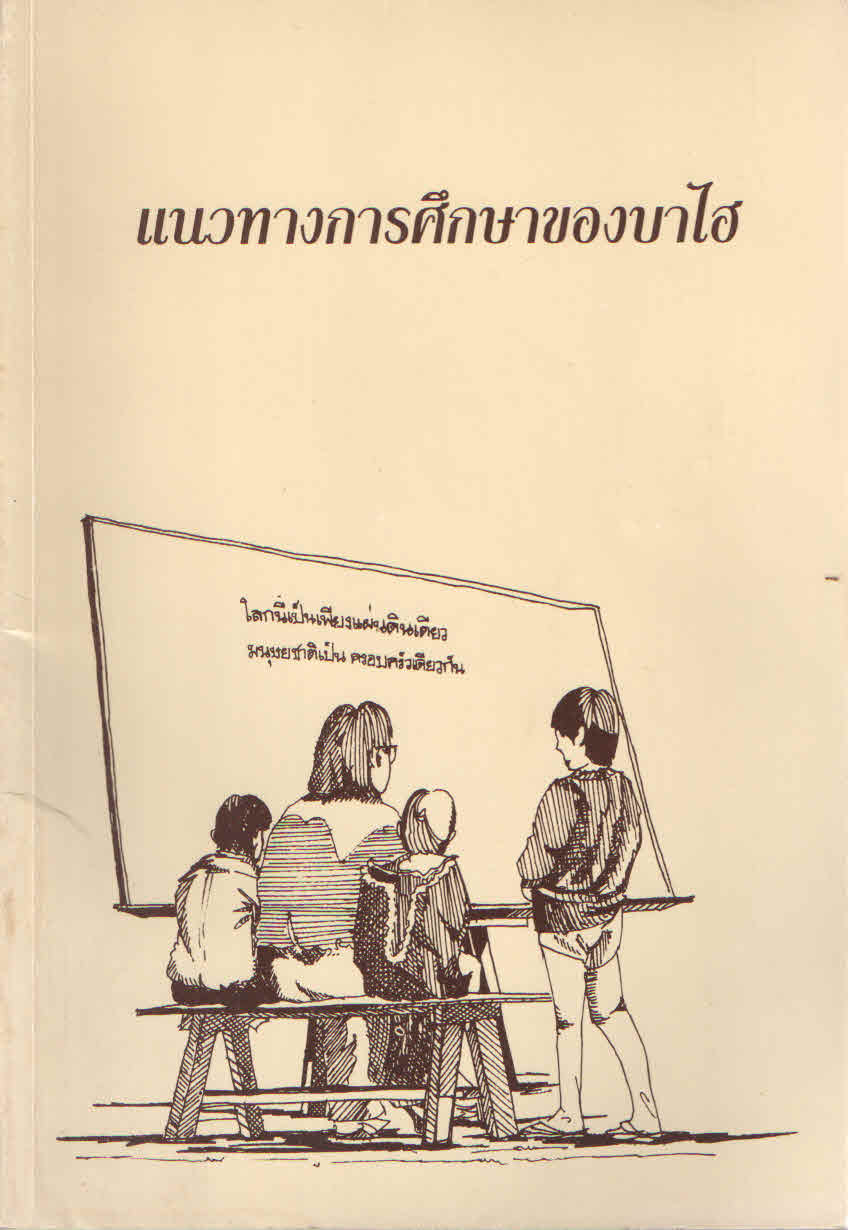 แนวทางการศึกษาของบาไฮ
โลกนี้เป็นเพียงแผ่นดินเดียว
มนุษยชาติเป็น ครอบครัวเดียวกัน